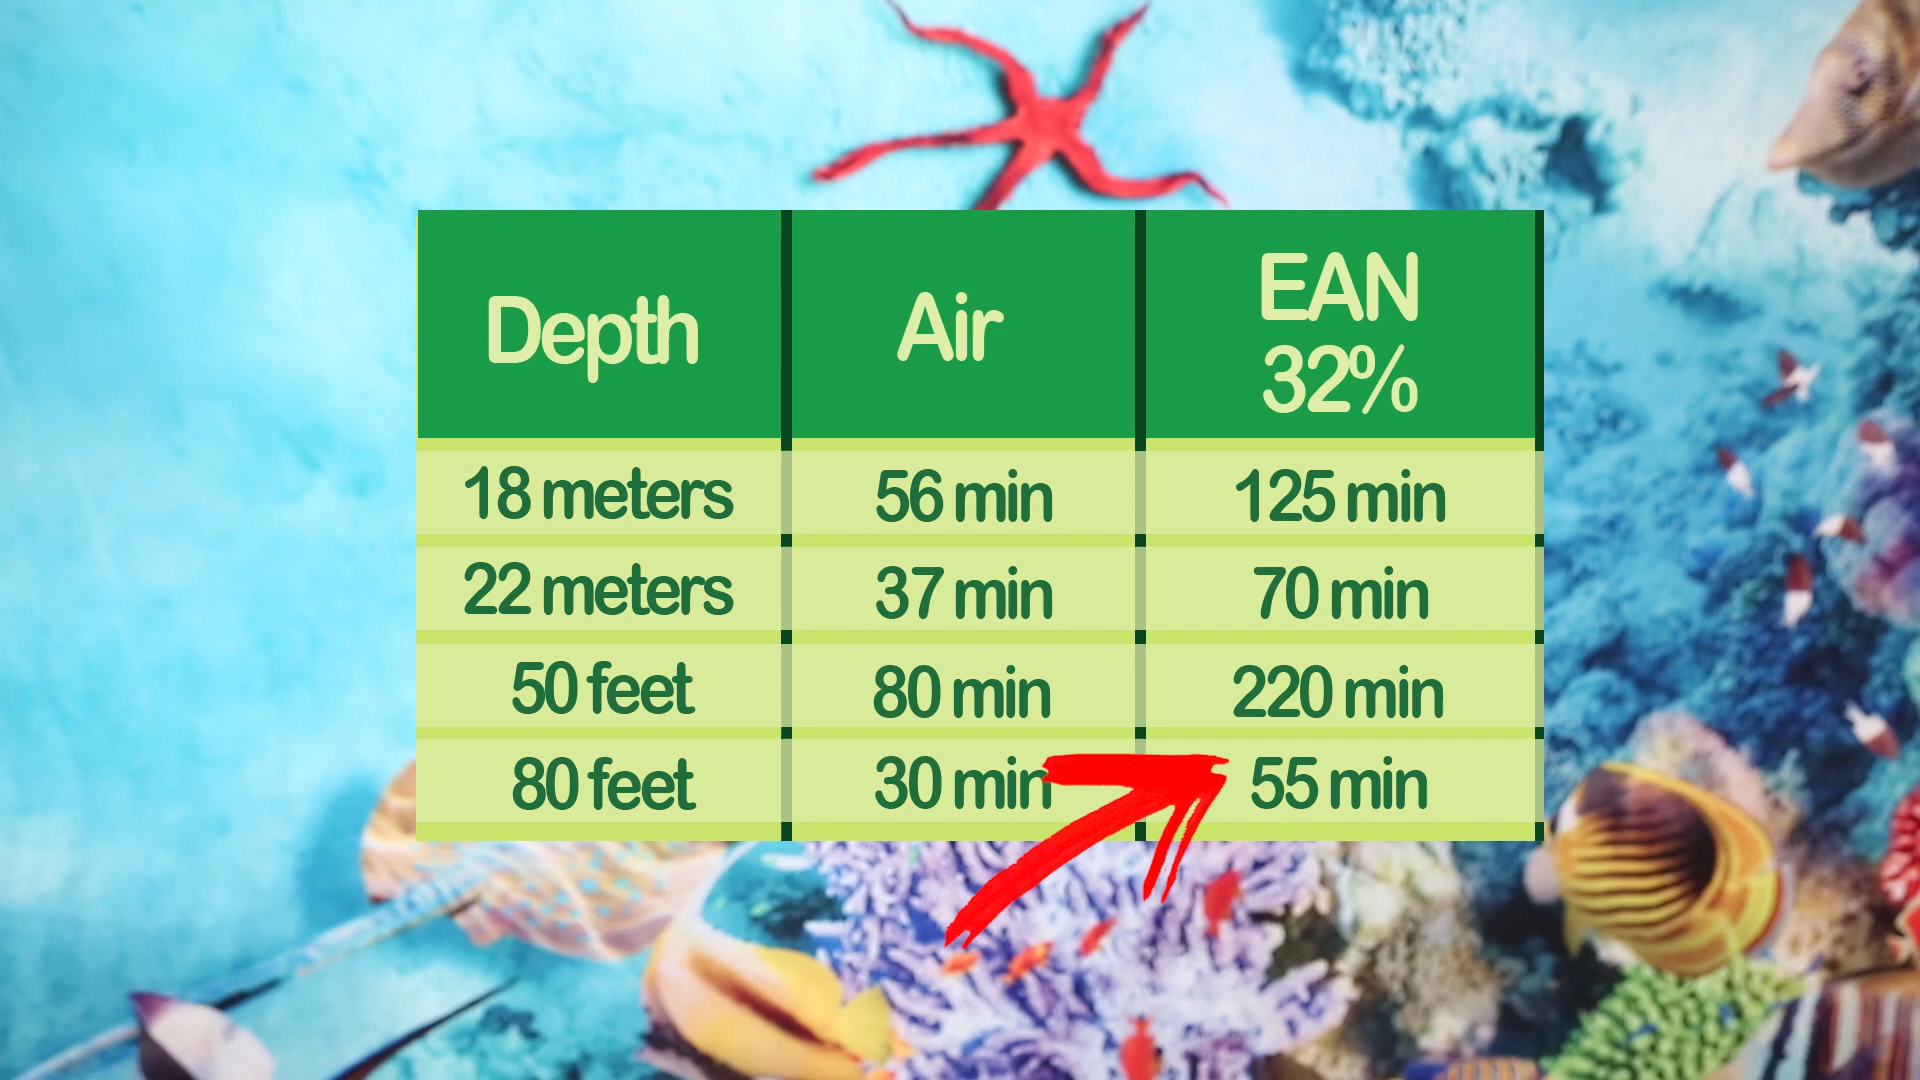 Depth Air EAN
32%
18 meters 56 min 125 min
22 meters 37 min 70 min
50 feet 80 min 220 min
80 feet 30 min 55 min